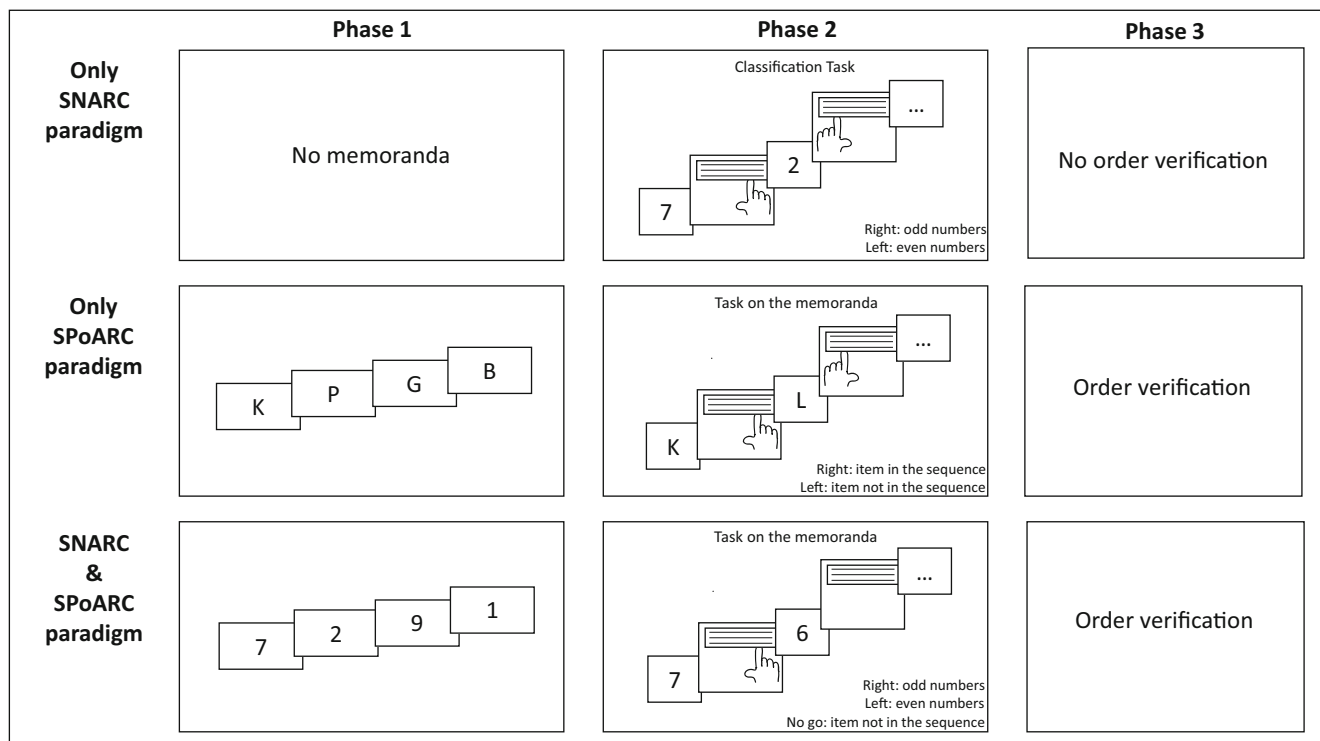 Phase 1
Phase 2
Phase 3
Only
SNARC
paradigm
No memoranda
Classification Task
7
2
...
Right: odd numbers
Left: even numbers
No order verification
Only
SPoARC
paradigm
K
P
G
B
Task on the memoranda
K
L
...
Right: item in the sequence
Left: item not in the sequence
Order verification
SNARC
&
SPoARC
paradigm
7
2
9
1
Task on the memoranda
7
6
...
Right: odd numbers
Left: even numbers
No go: item not in the sequence
Order verification